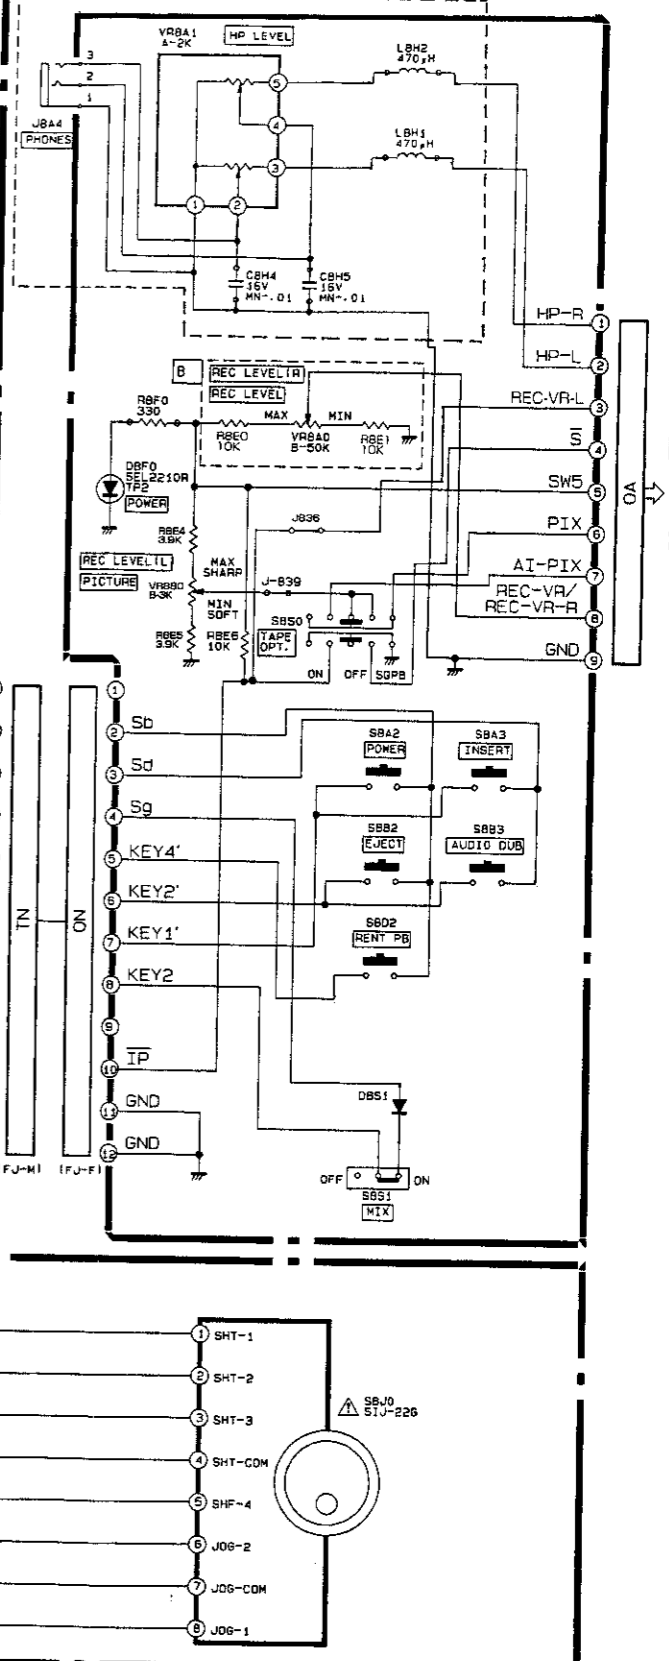 3
2
1
J8A4
PHONES
VR8A1
A-2K
HP LEVEL
5
4
3
1
2
L8H2
470µH
L8H1
470µH
C8H4
16V
MN-.01
C8H5
16V
MN-.01
HP-R
1
HP-L
2
REC-VR-L
3
S
4
SW5
5
PIX
6
AI-PIX
7
REC-VR/
REC-VR-R
8
GND
9
OA
B
REC LEVEL(R)
REC LEVEL
R8F0
330
MAX
MIN
R8E0
10K
VR8A0
B-50K
R8E1
10K
D8F0
SEL2210R
TP2
POWER
R8E4
3.9K
J836
REC LEVEL(L)
PICTURE
MAX
SHARP
VR8B0
B-3K
MIN
SOFT
J-839
R8E5
3.9K
R8E6
10K
S8S0
TAPE
OPT.
ON
OFF
SGPB
1
2
Sb
3
Sd
4
Sg
5
KEY4'
6
KEY2'
7
KEY1'
8
KEY2
9
10
IP
11
GND
12
GND
TN
ON
(FJ-M)
(FJ-F)
S8A2
POWER
S8A3
INSERT
S8B2
EJECT
S8B3
AUDIO DUB
S8D2
RENT PB
D8S1
OFF
ON
S8S1
MIX
1 SHT-1
2 SHT-2
3 SHT-3
4 SHT-COM
5 SHF-4
6 JOG-2
7 JOG-COM
8 JOG-1
S8J0
SIJ-22G